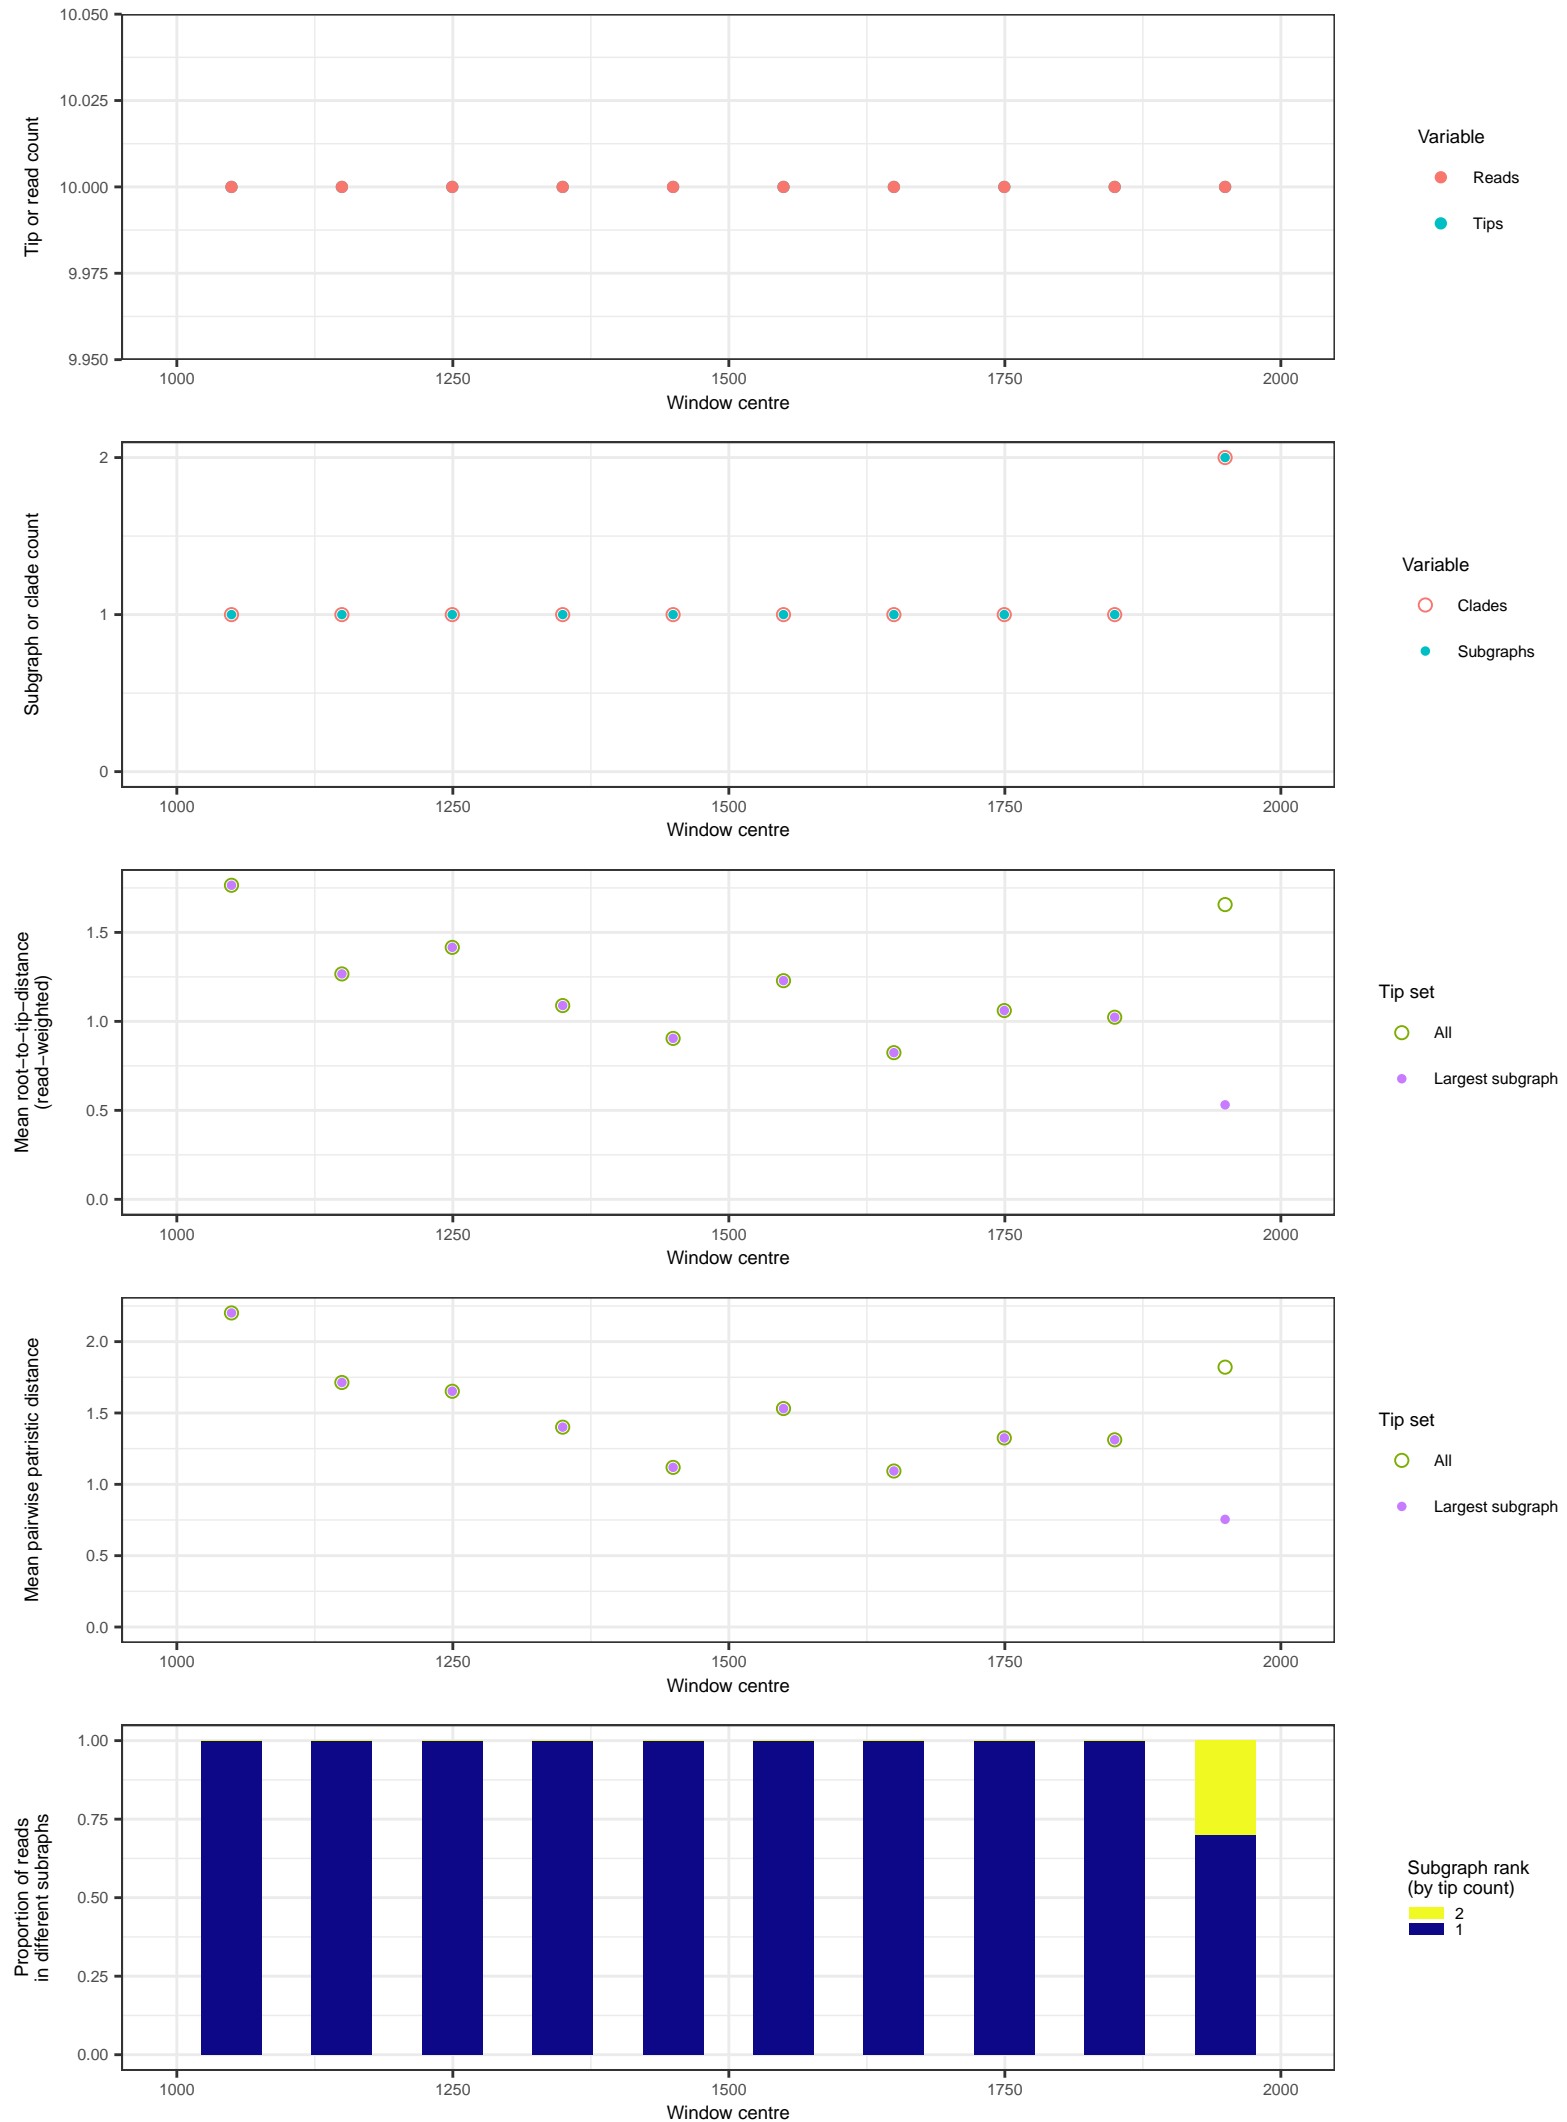 10.050
10.025
10.000
9.975
9.950
Tip or read count
1000 1250 1500 1750 2000
Window centre
Variable
Reads
Tips
2
1
0
Subgraph or clade count
1000 1250 1500 1750 2000
Window centre
Variable
Clades
Subgraphs
1.5
1.0
0.5
0.0
Mean root−to−tip−distance
(read−weighted)
1000 1250 1500 1750 2000
Window centre
Tip set
All
Largest subgraph
2.0
1.5
1.0
0.5
0.0
Mean pairwise patristic distance
1000 1250 1500 1750 2000
Window centre
Tip set
All
Largest subgraph
1.00
0.75
0.50
0.25
0.00
Proportion of reads
in different subraphs
1000 1250 1500 1750 2000
Window centre
Subgraph rank
(by tip count)
2
1